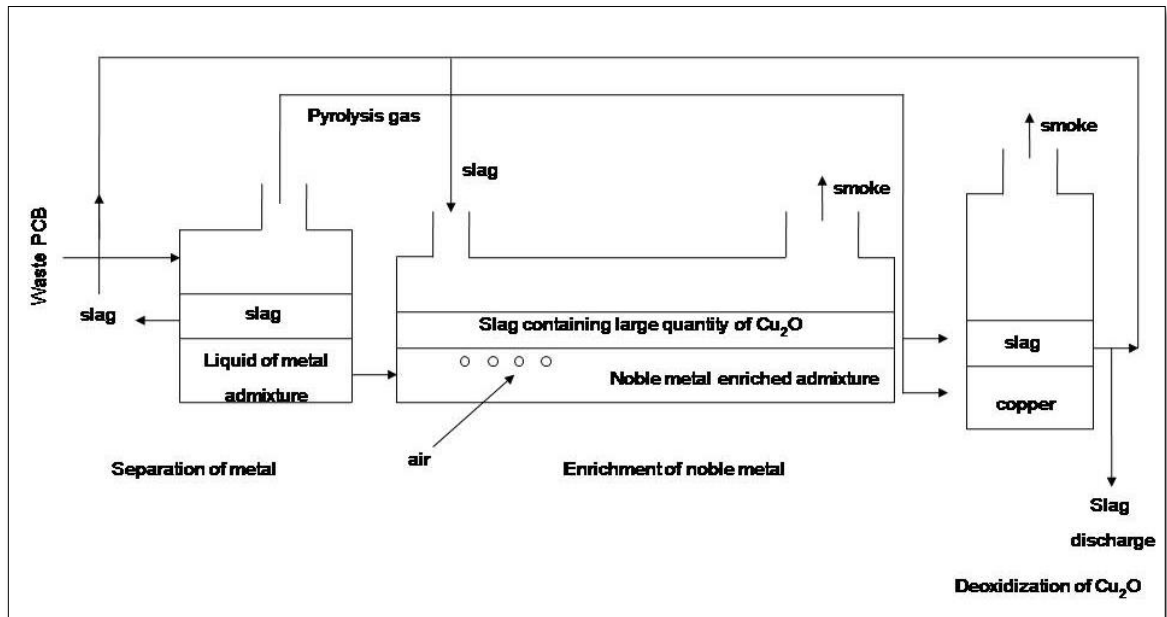 smoke
Pyrolysis gas
slag
smoke
Waste PCB
slag
slag
Liquid of metal
admixture
Slag containing large quantity of Cu₂O
Noble metal enriched admixture
slag
copper
air
Separation of metal
Enrichment of noble metal
Slag
discharge
Deoxidization of Cu₂O